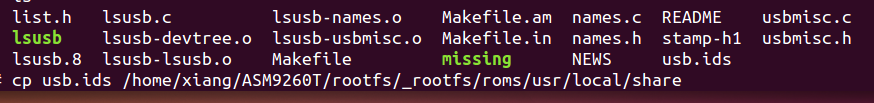 list.h lsusb.c lsusb-names.o Makefile.am names.c README usbmisc.c
lsusb lsusb-devtree.o lsusb-usbmisc.o Makefile.in names.h stamp-h1 usbmisc.h
lsusb.8 lsusb-lsusb.o Makefile missing NEWS usb.ids
# cp usb.ids /home/xiang/ASM9260T/rootfs/_rootfs/roms/usr/local/share